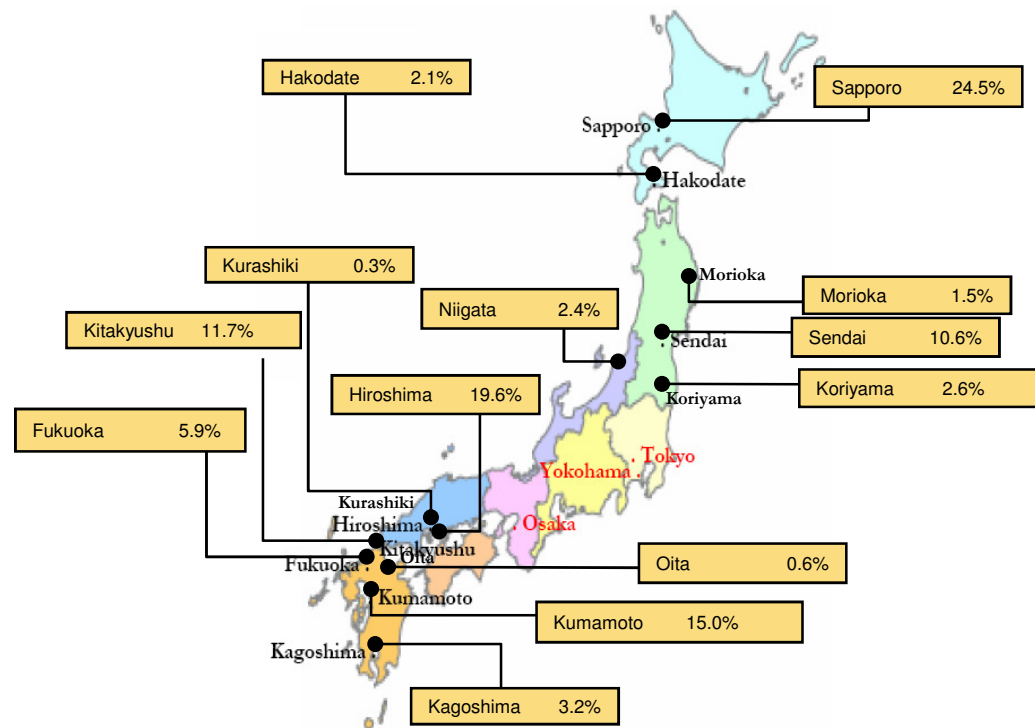 Hakodate 2.1%
Sapporo 24.5%
Sapporo
Hakodate
Kurashiki 0.3%
Morioka
Niigata 2.4%
Morioka 1.5%
Kitakyushu 11.7%
Sendai
Sendai 10.6%
Hiroshima 19.6%
Koriyama
Koriyama 2.6%
Fukuoka 5.9%
Tokyo
Yokohama
Kurashiki
Hiroshima
Osaka
Kitakyushu
Oita
Fukuoka
Oita 0.6%
Kumamoto
Kumamoto 15.0%
Kagoshima
Kagoshima 3.2%